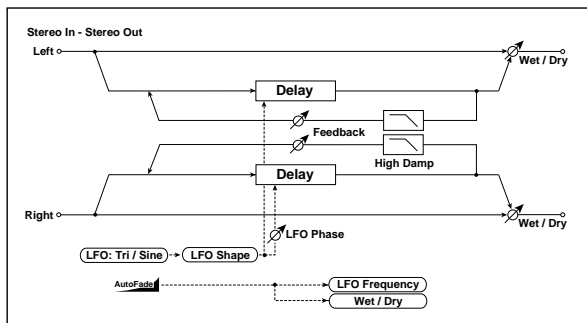 Stereo In - Stereo Out
Left
Wet / Dry
Delay
Feedback
High Damp
Delay
Right
Wet / Dry
LFO Phase
LFO: Tri / Sine
LFO Shape
AutoFade
LFO Frequency
Wet / Dry